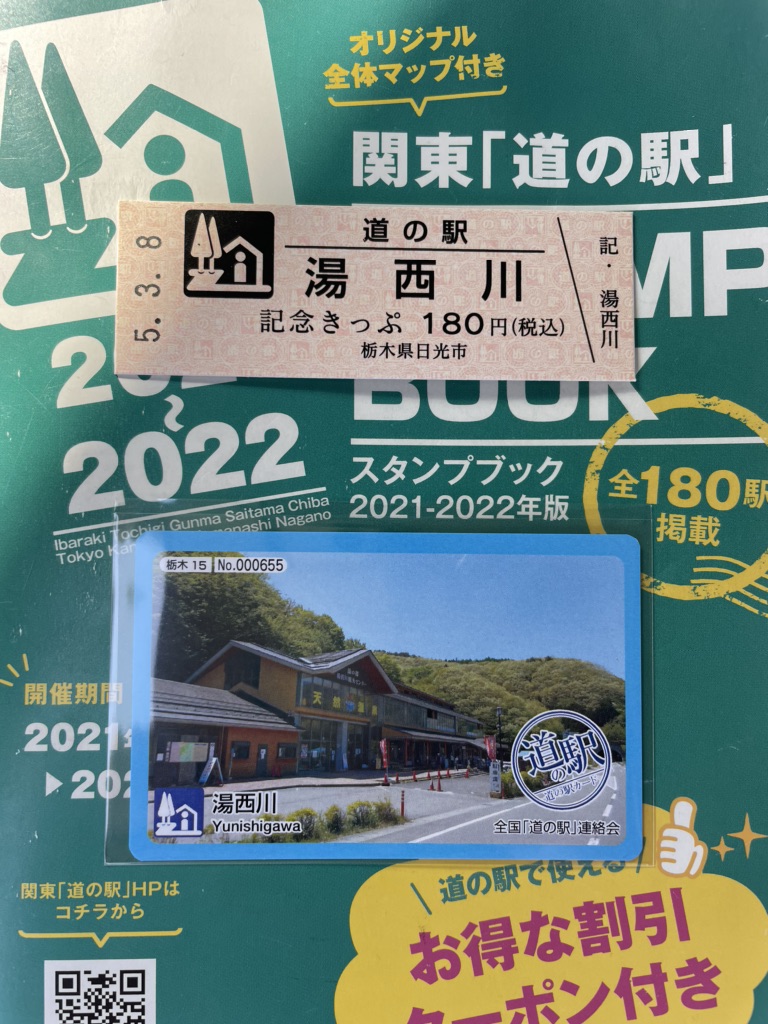 オリジナル
全体マップ付き
関東「道の駅」
5. 3. 8
道の駅
湯西川
記念きっぷ 180円(税込)
栃木県日光市
記・湯西川
MP
BOOK
〜
2022
Ibaraki Tochigi Gunma Saitama Chiba
スタンプブック
2021-2022年版
全180駅
掲載
栃木 15 No.000655
天然温泉
道の駅
道の駅カード
湯西川
Yunishigawa
全国「道の駅」連絡会
開催期間
2021
関東「道の駅」HPは
コチラから
道の駅で使える
お得な割引
クーポン付き